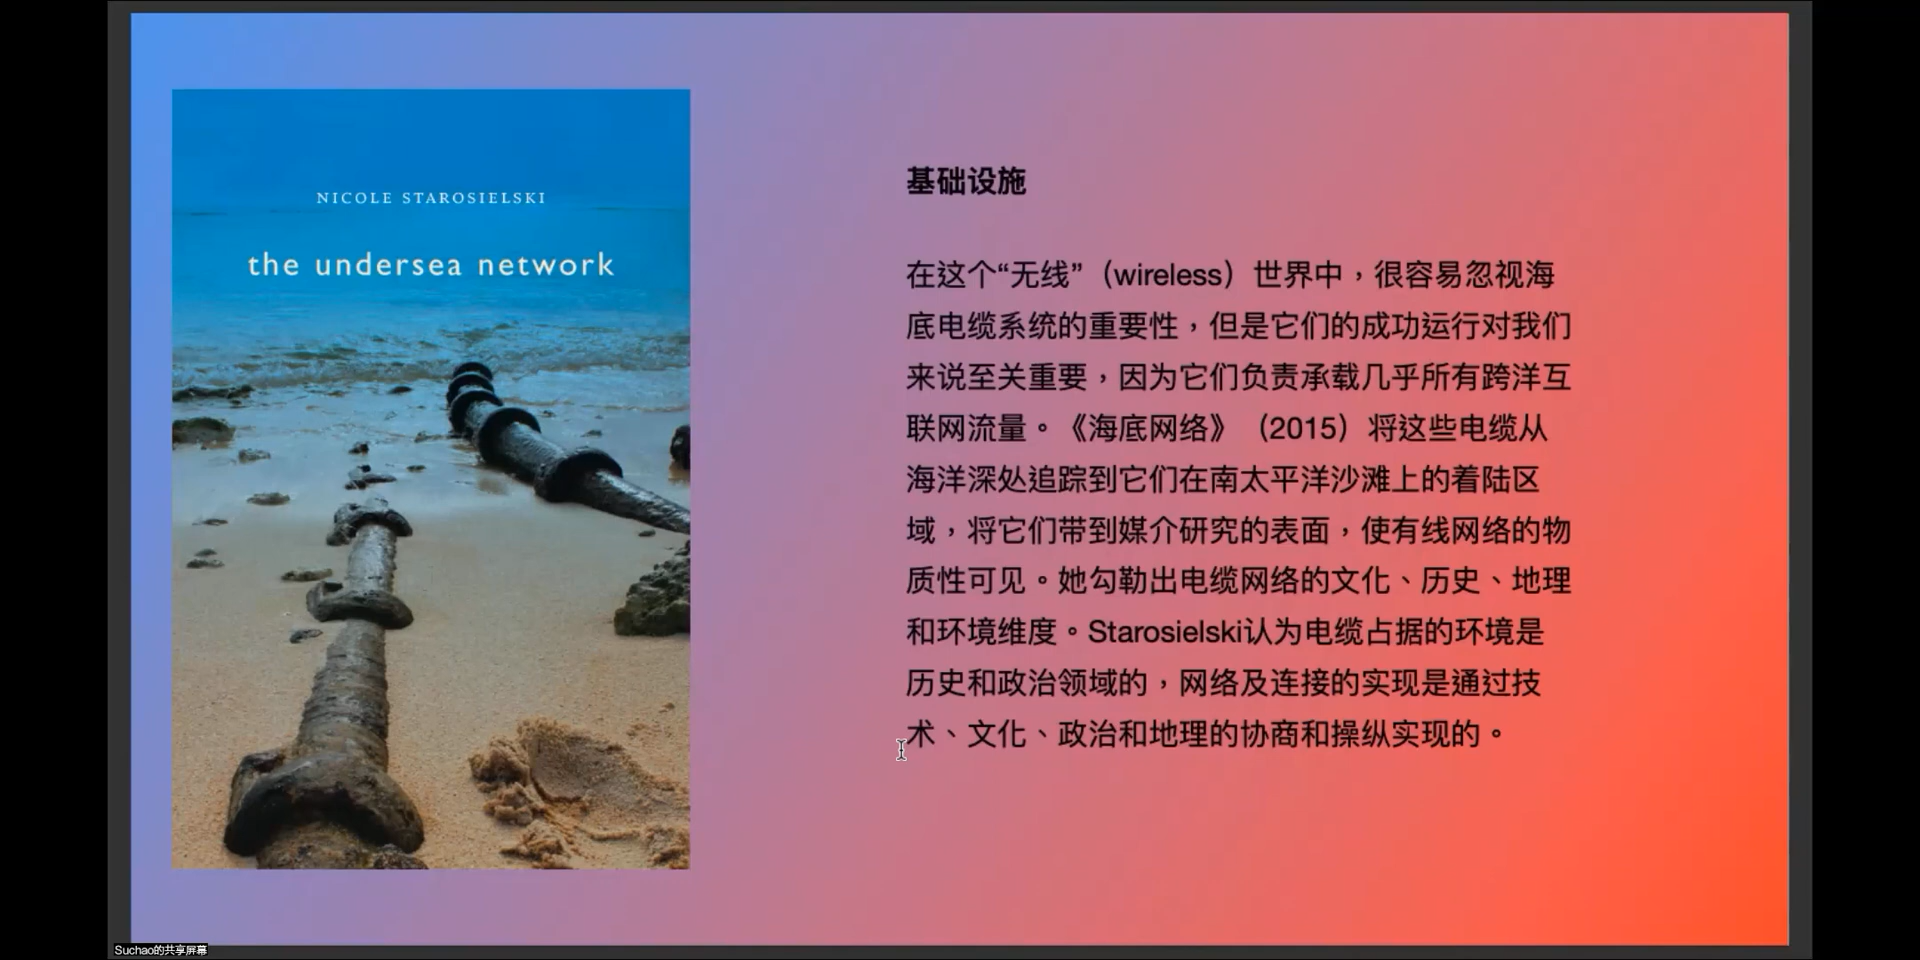 NICOLE STAROSIELSKI
the undersea network
基础设施
在这个“无线”（wireless）世界中，很容易忽视海
底电缆系统的重要性，但是它们的成功运行对我们
来说至关重要，因为它们负责承载几乎所有跨洋互
联网流量。《海底网络》（2015）将这些电缆从
海洋深处追踪到它们在南太平洋沙滩上的着陆区
域，将它们带到媒介研究的表面，使有线网络的物
质性可见。她勾勒出电缆网络的文化、历史、地理
和环境维度。Starosielski认为电缆占据的环境是
历史和政治领域的，网络及连接的实现是通过技
术、文化、政治和地理的协商和操纵实现的。
Suchao的共享屏幕